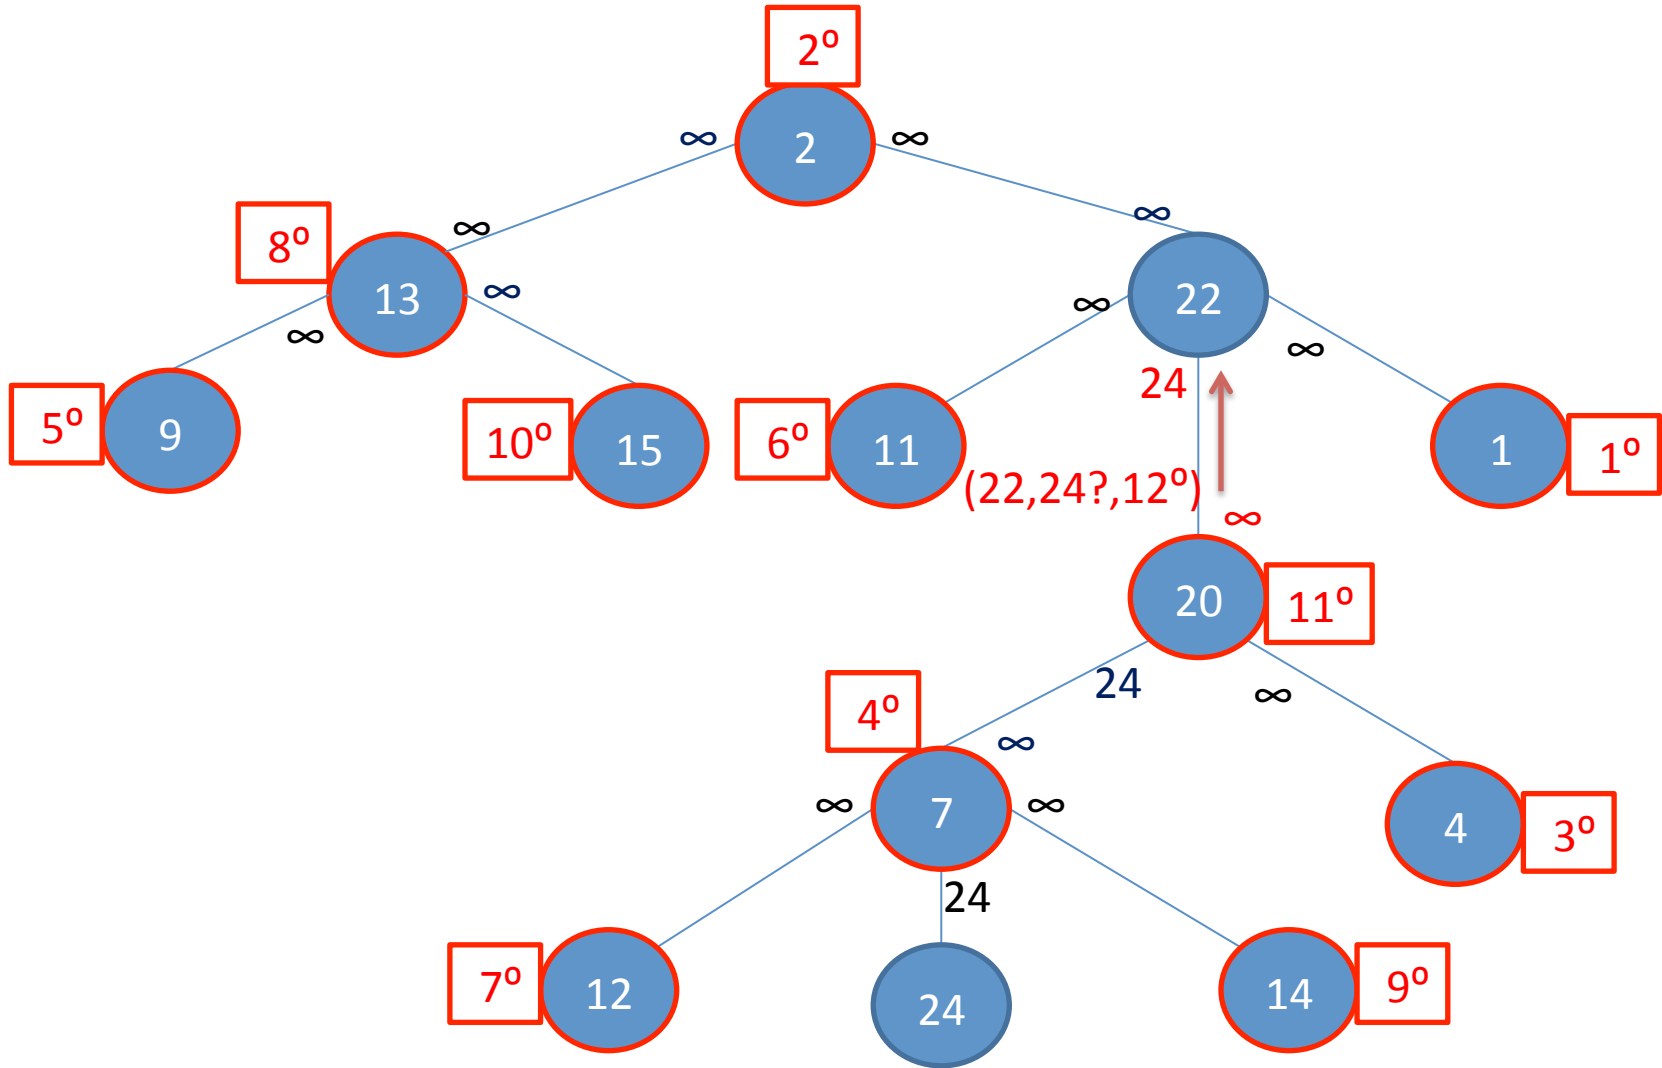 2º
∞ 2 ∞
8º ∞ ∞
13 ∞ ∞ 22
∞ ∞
24
5º 9 10º 15 6º 11 1 1º
(22,24?,12º)
∞
20 11º
24 ∞
4º ∞
∞ 7 ∞
4 3º
24
7º 12 24 14 9º